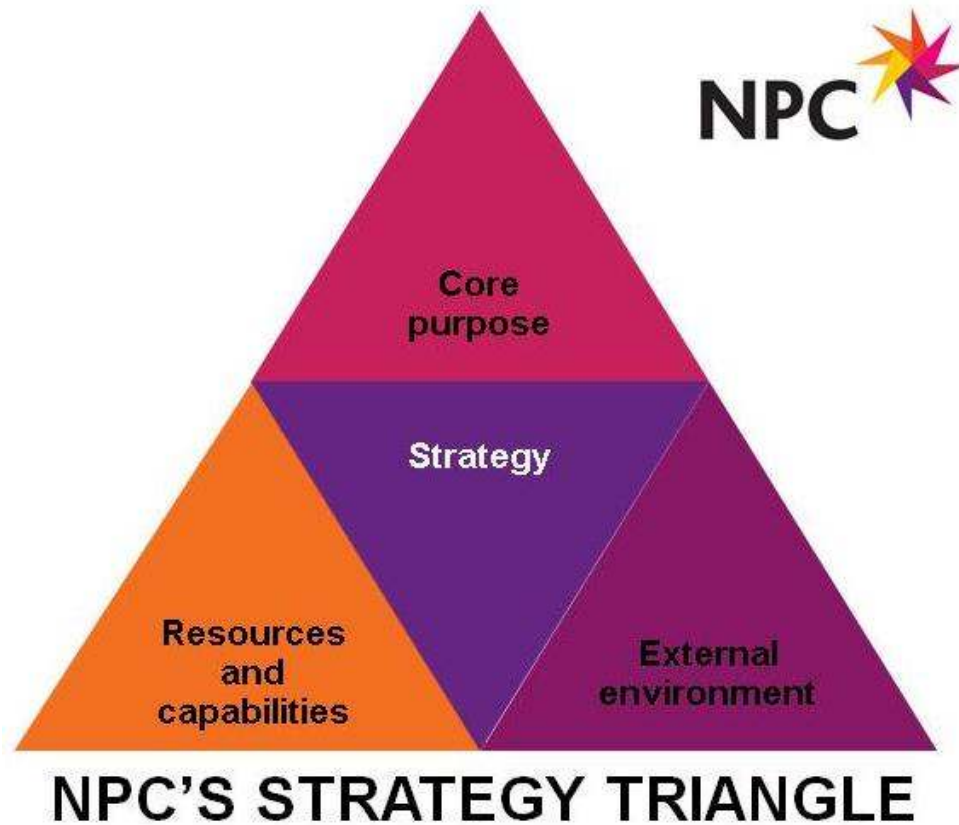 NPC
Core
purpose
Strategy
Resources
and
capabilities
External
environment
NPC’S STRATEGY TRIANGLE